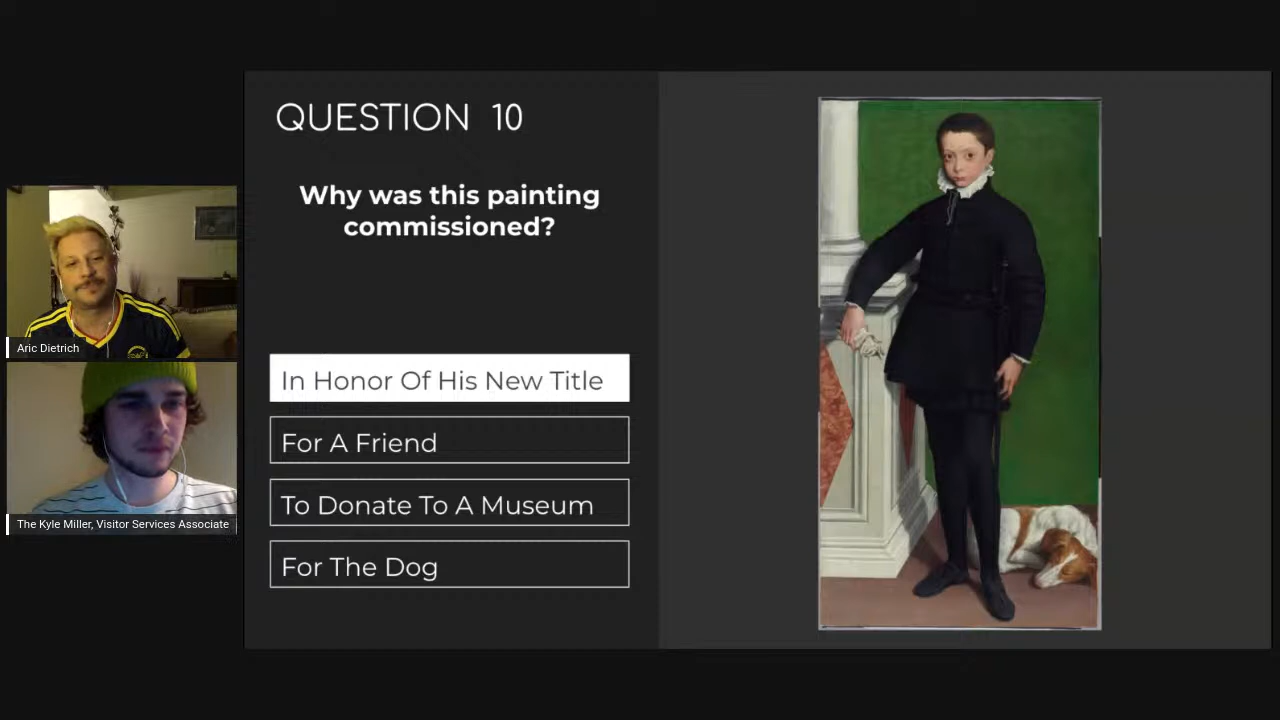 QUESTION 10
Why was this painting
commissioned?
In Honor Of His New Title
For A Friend
To Donate To A Museum
For The Dog
Aric Dietrich
The Kyle Miller, Visitor Services Associate